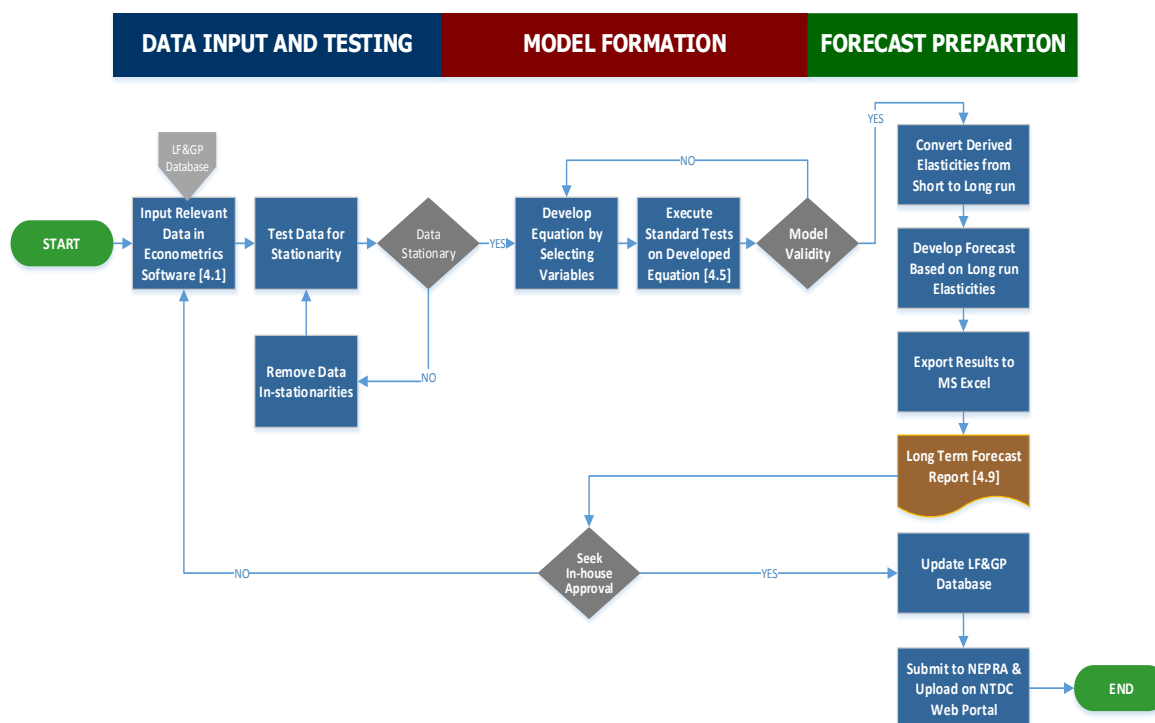 DATA INPUT AND TESTING
MODEL FORMATION
FORECAST PREPARTION
LF&GP
Database
START
Input Relevant
Data in
Econometrics
Software [4.1]
Test Data for
Stationarity
Data
Stationary
YES
NO
Remove Data
In-stationarities
Develop
Equation by
Selecting
Variables
Execute
Standard Tests
on Developed
Equation [4.5]
Model
Validity
NO
YES
Convert Derived
Elasticities from
Short to Long run
Develop Forecast
Based on Long run
Elasticities
Export Results to
MS Excel
Long Term Forecast
Report [4.9]
Seek
In-house
Approval
NO
YES
Update LF&GP
Database
Submit to NEPRA &
Upload on NTDC
Web Portal
END